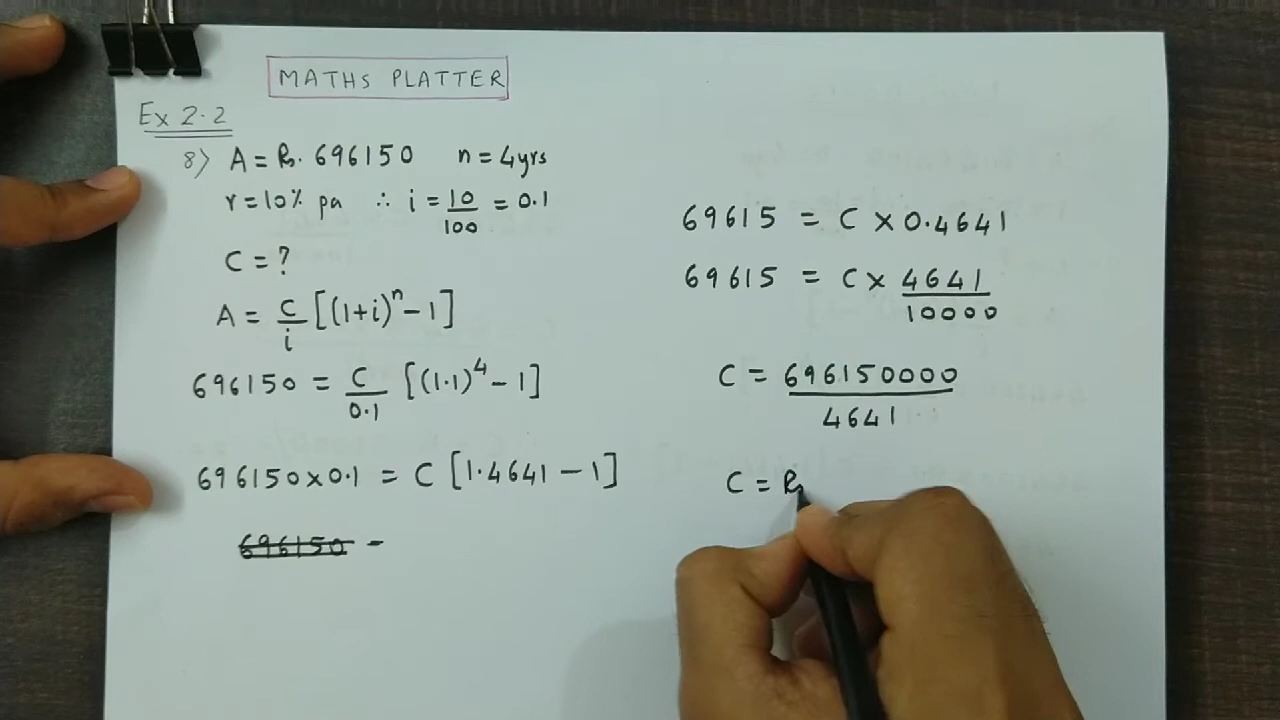 MATHS PLATTER
Ex 2.2
8) A = Rs. 696150 n = 4yrs
r = 10% pa ∴ i = 10/100 = 0.1
C = ?
A = C/i [(1+i)^n - 1]
696150 = C/0.1 [(1.1)^4 - 1]
696150 x 0.1 = C [1.4641 - 1]
696150 -
69615 = C x 0.4641
69615 = C x 4641/10000
C = 696150000/4641
C = Rs